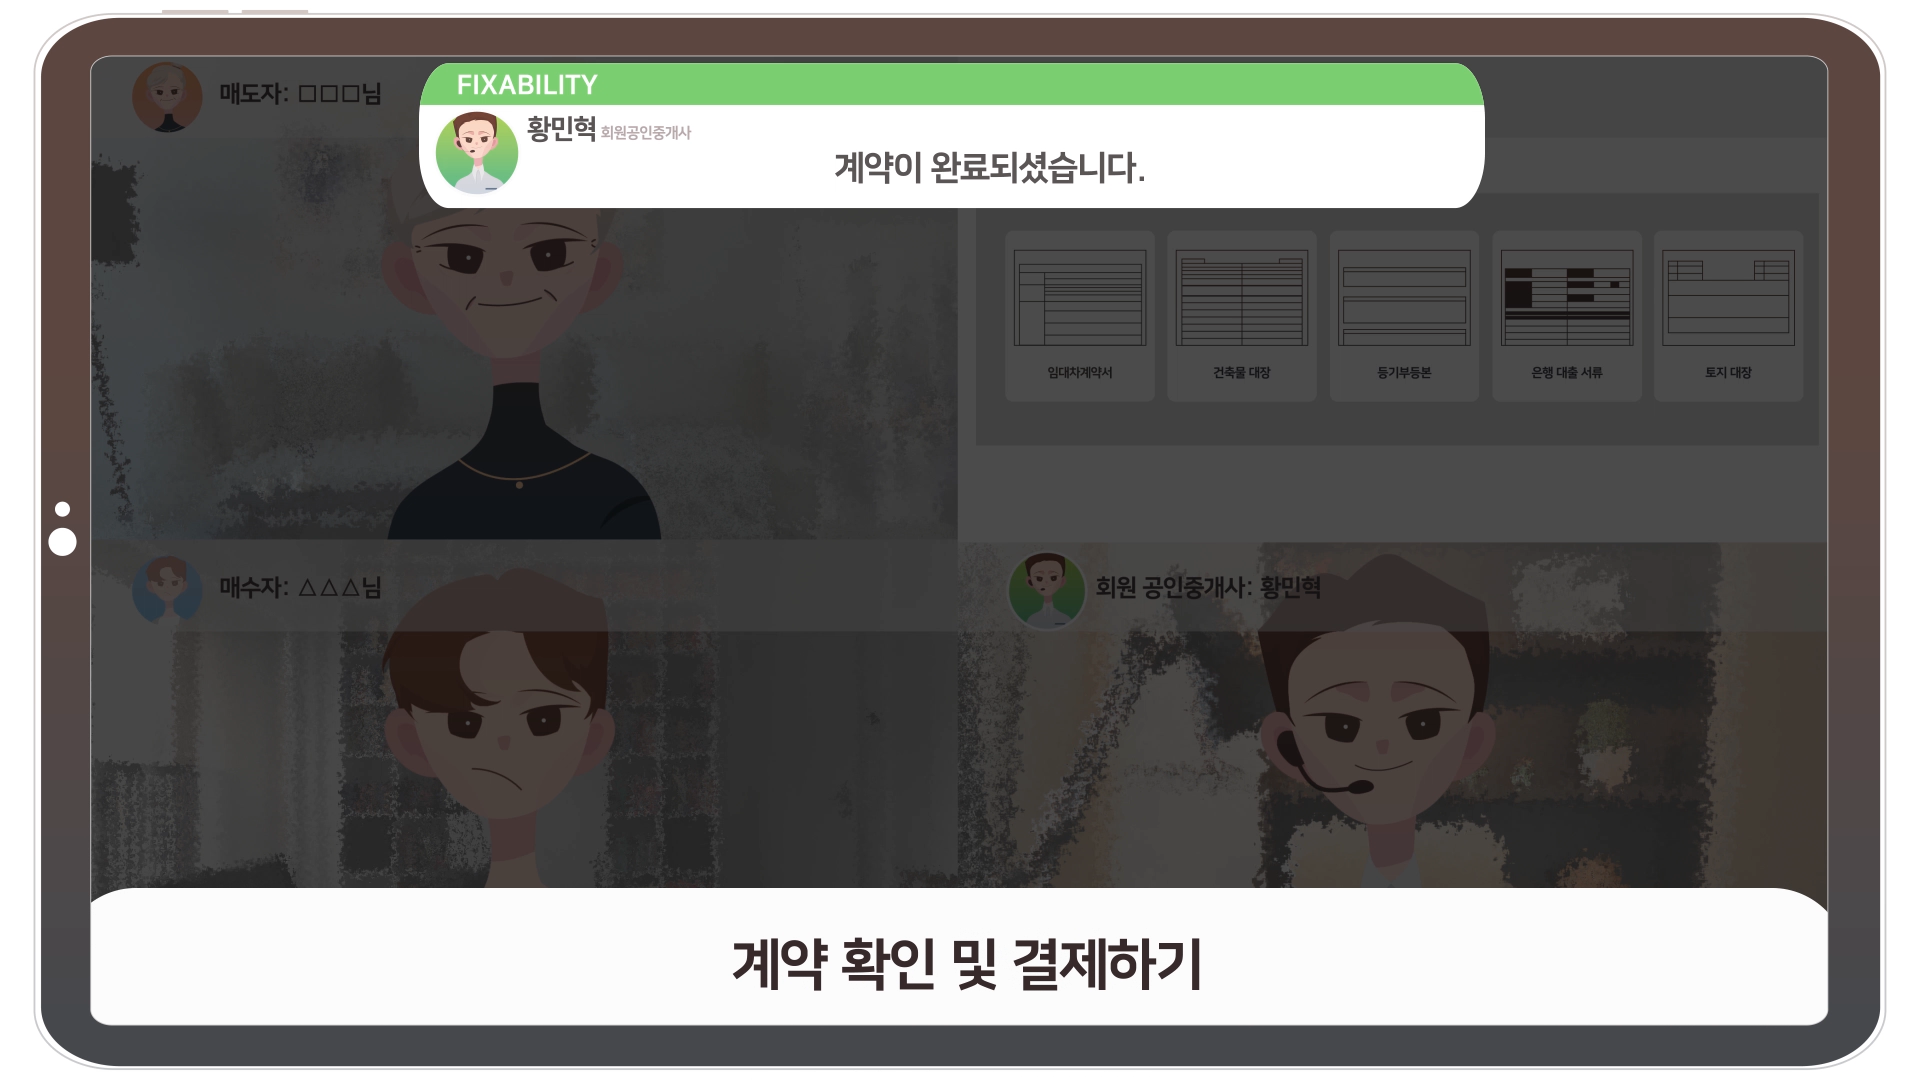 FIXABILITY
황민혁 회원공인중개사
계약이 완료되셨습니다.
매도자: □□□님
임대차계약서
건축물 대장
등기부등본
은행 대출 서류
토지 대장
매수자: △△△님
회원 공인중개사: 황민혁
계약 확인 및 결제하기